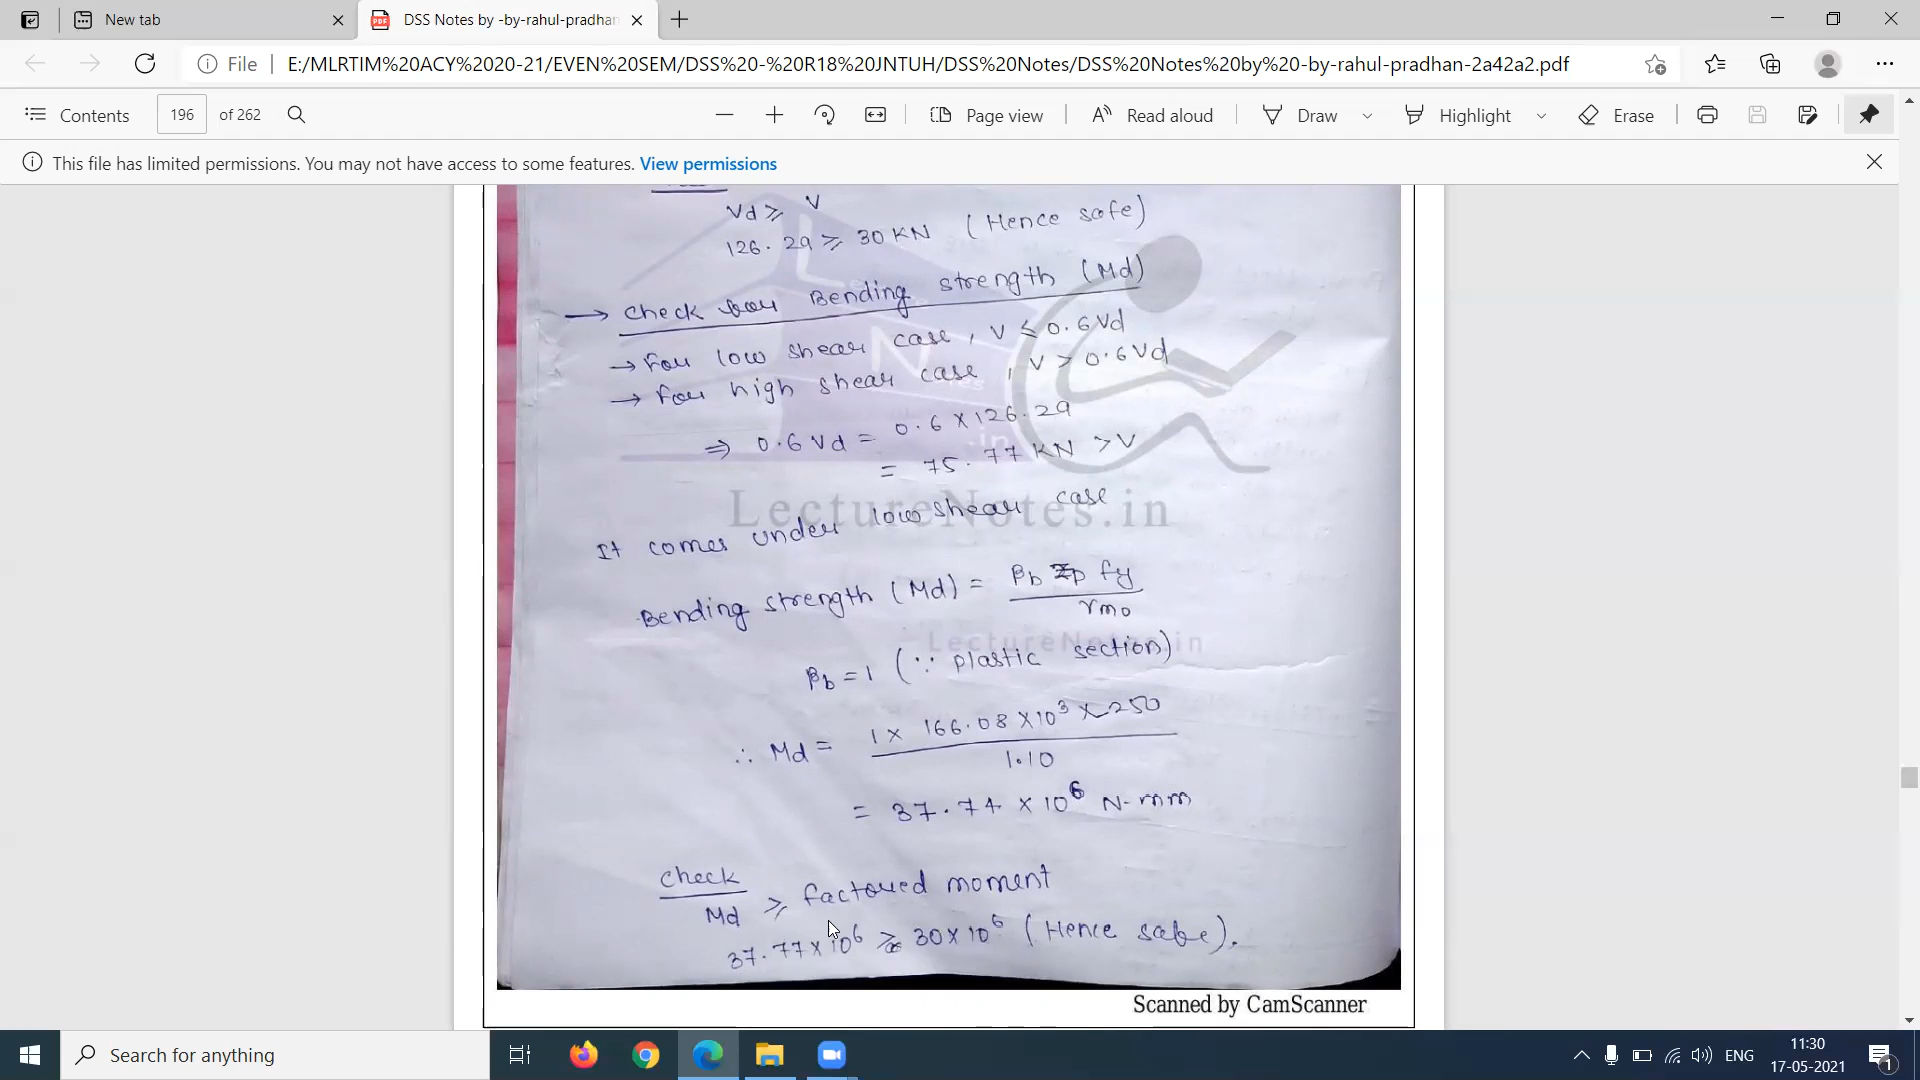 New tab
DSS Notes by -by-rahul-pradhan
File
E:/MLRTIM%20ACY%2020-21/EVEN%20SEM/DSS%20-%20R18%20JNTUH/DSS%20Notes/DSS%20Notes%20by%20-by-rahul-pradhan-2a42a2.pdf
Contents
196 of 262
Page view
Read aloud
Draw
Highlight
Erase
This file has limited permissions. You may not have access to some features. View permissions
Vd ≥ V
126.29 ≥ 30 KN (Hence safe)
→ Check for Bending strength (Md)
→ For low shear case, V ≤ 0.6Vd
→ For high shear case, V > 0.6Vd
⇒ 0.6Vd = 0.6 X 126.29
= 75.77 KN > V
LectureNotes.in
It comes under low shear case
Bending strength (Md) = βb Zp fy
γmo
LectureNotes.in
βb = 1 (∵ plastic section)
∴ Md = 1 x 166.08 X 10³ X 250
1.10
= 37.74 X 10⁶ N-mm
Check
Md ≥ factored moment
37.77 X 10⁶ ≥ 30 X 10⁶ (Hence safe).
Scanned by CamScanner
Search for anything
ENG
11:30
17-05-2021
1